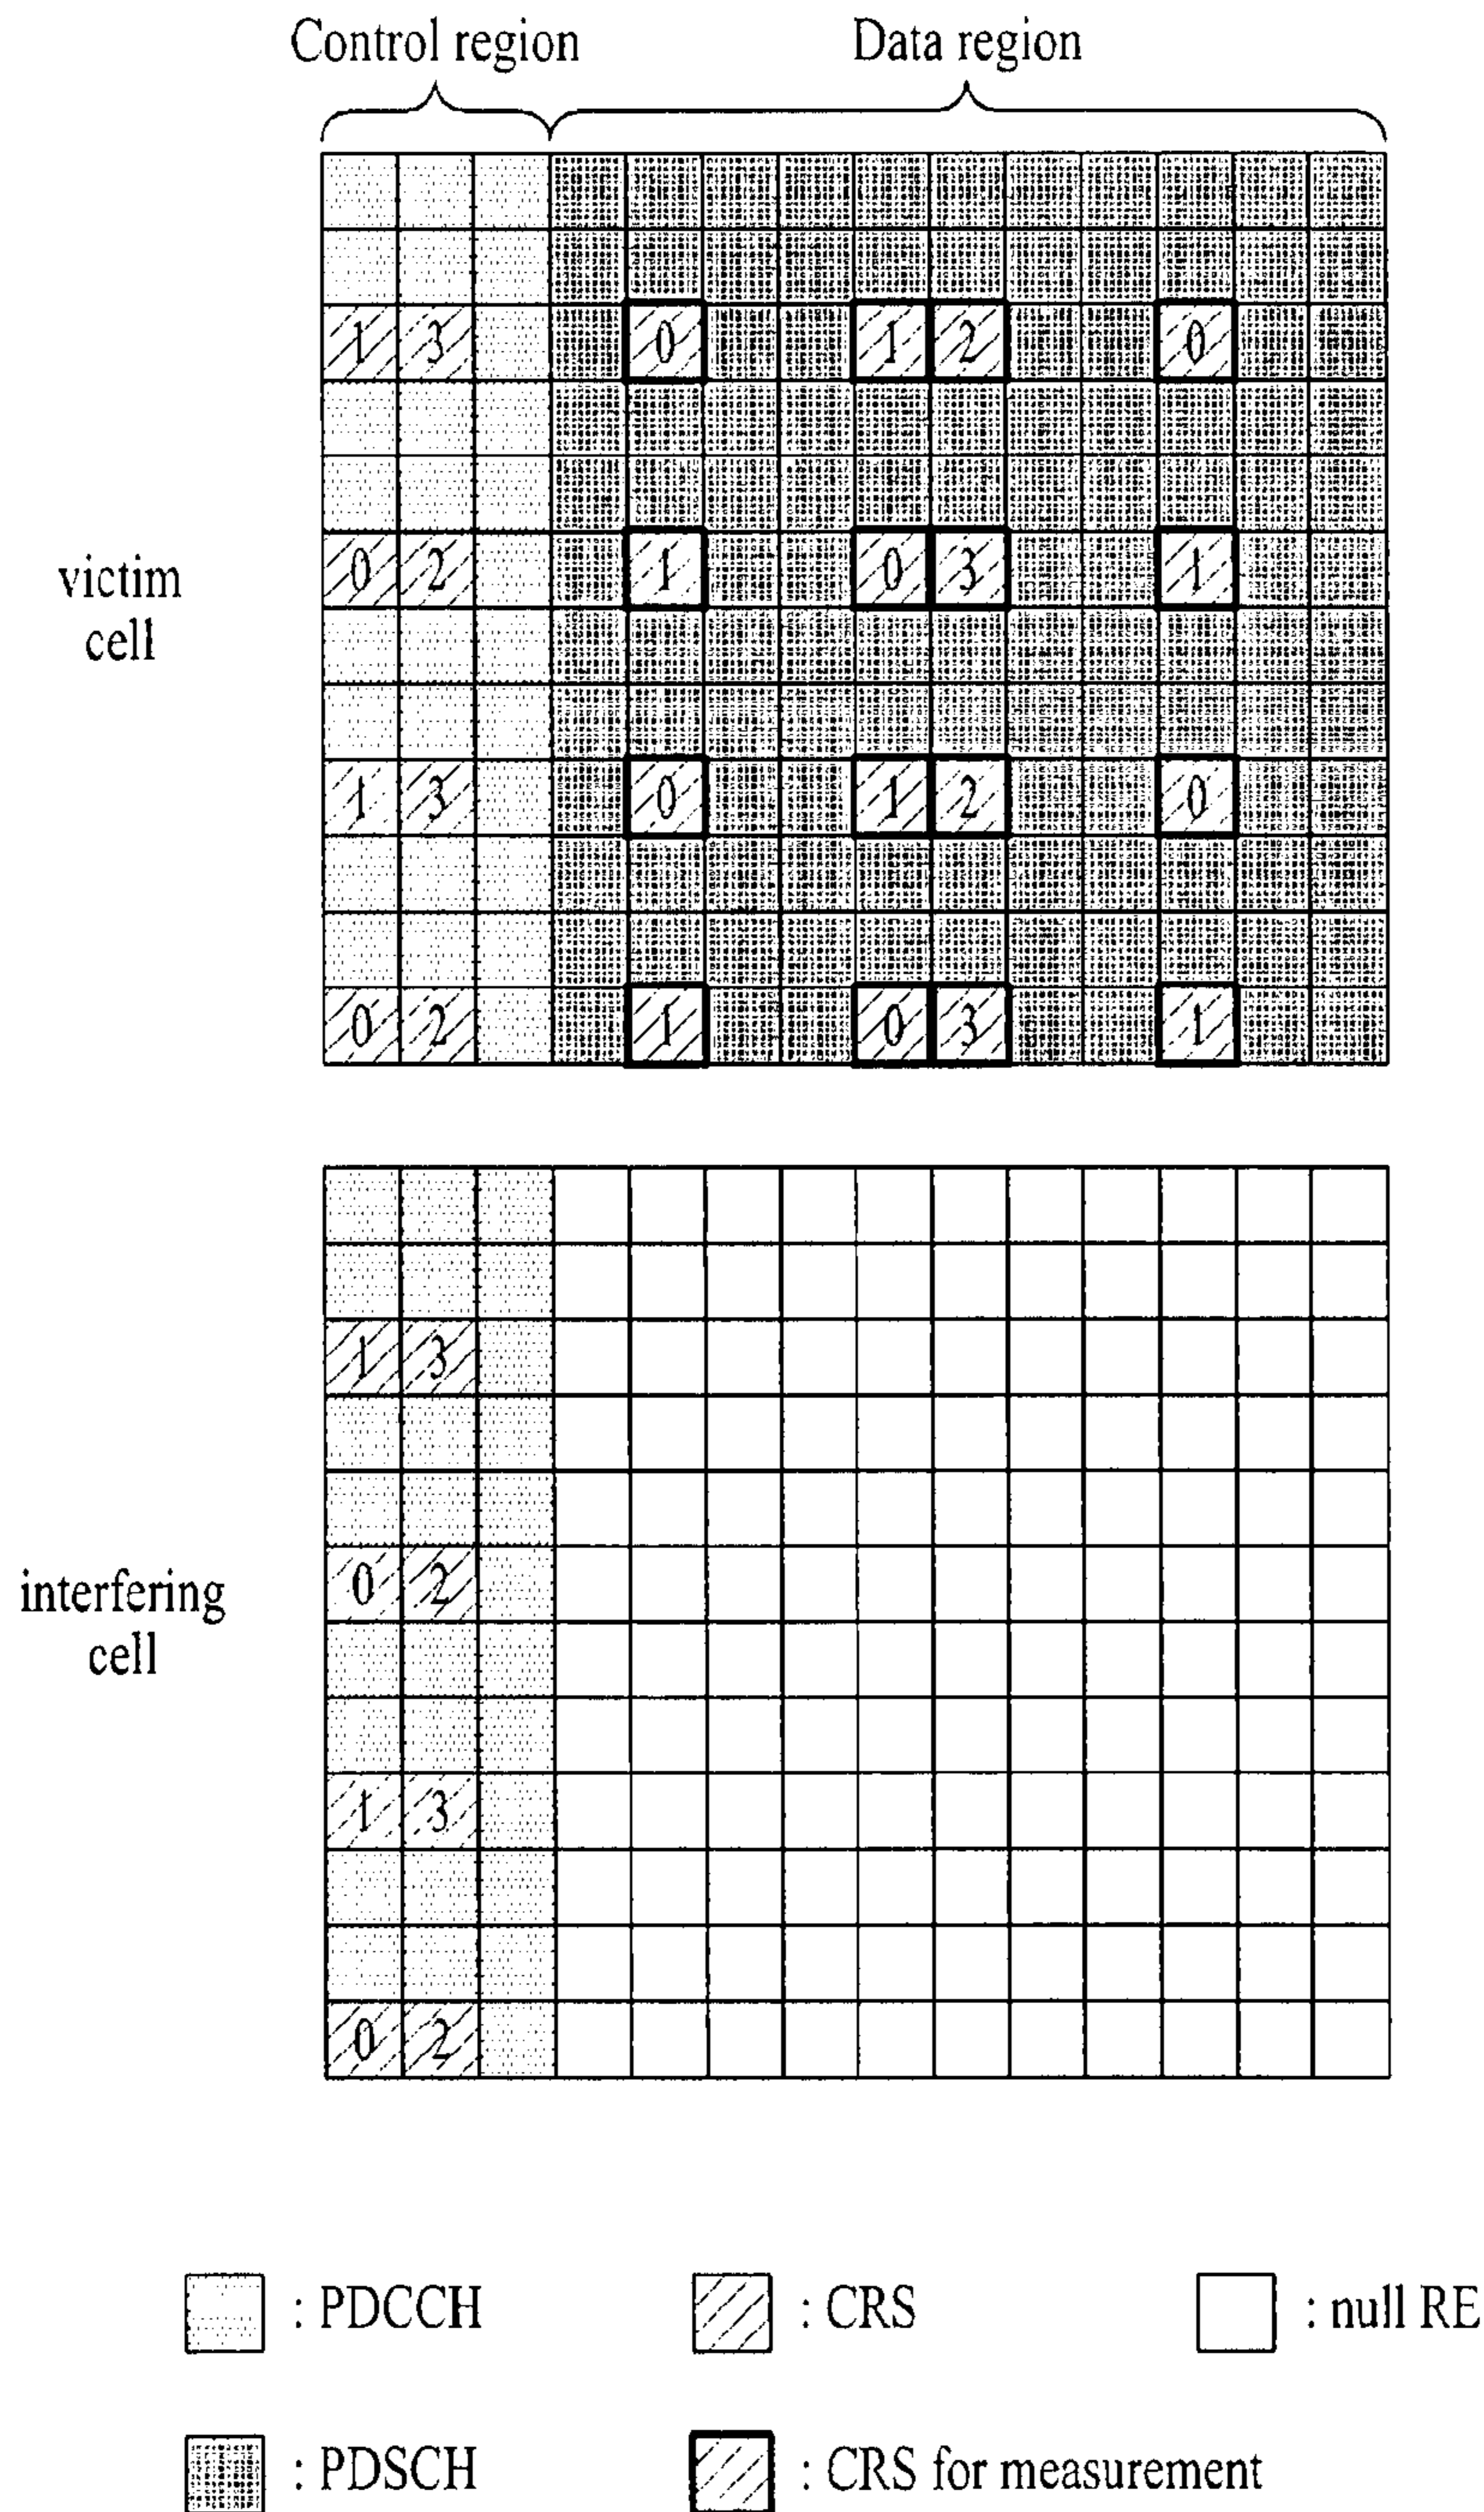 Control region Data region
1 3 0 1 2 0
victim
cell
0 2 1 0 3 1
1 3 0 1 2 0
0 2 1 0 3 1
1 3
interfering
cell
0 2
1 3
0 2
: PDCCH : CRS : null RE
: PDSCH : CRS for measurement